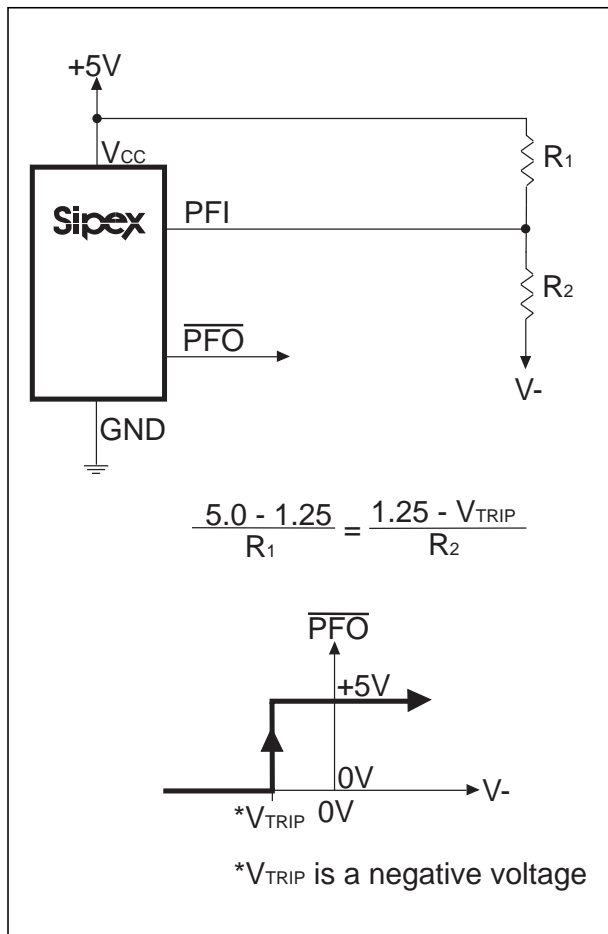 +5V
VCC
R1
Sipex
PFI
R2
PFO
V-
GND
5.0 - 1.25 = 1.25 - VTRIP
R1 R2
PFO
+5V
0V
V-
*VTRIP 0V
*VTRIP is a negative voltage